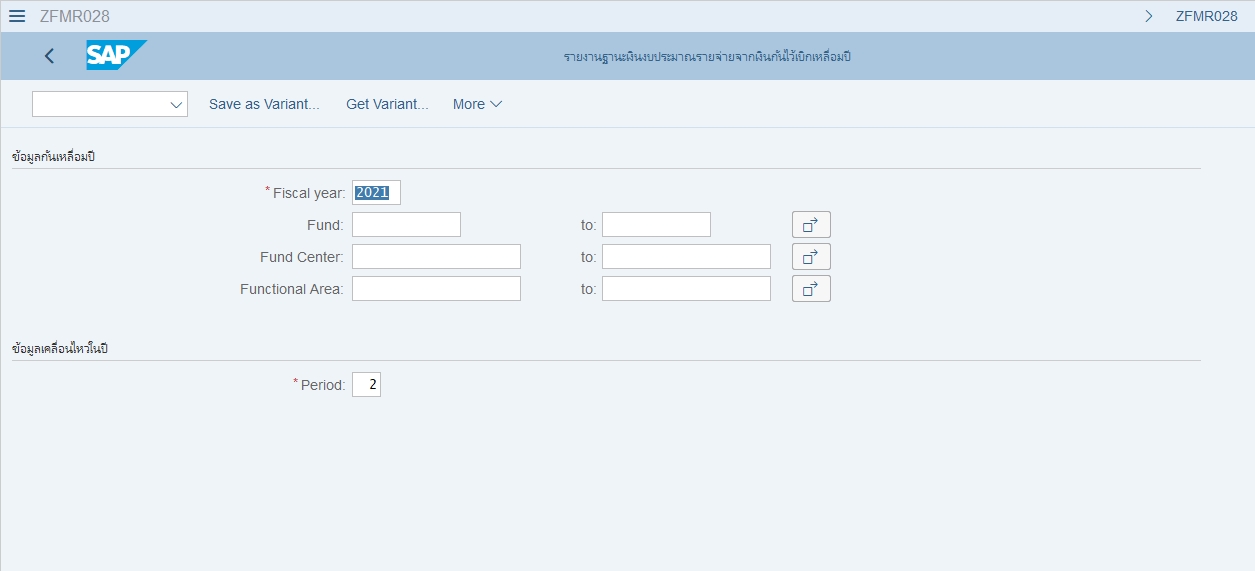 ZFMR028
ZFMR028
SAP
รายงานฐานะเงินงบประมาณรายจ่ายจากเงินกันไว้เบิกเหลื่อมปี
Save as Variant... Get Variant... More
ข้อมูลกันเหลื่อมปี
* Fiscal year: 2021
Fund: to:
Fund Center: to:
Functional Area: to:
ข้อมูลเคลื่อนไหวในปี
* Period: 2